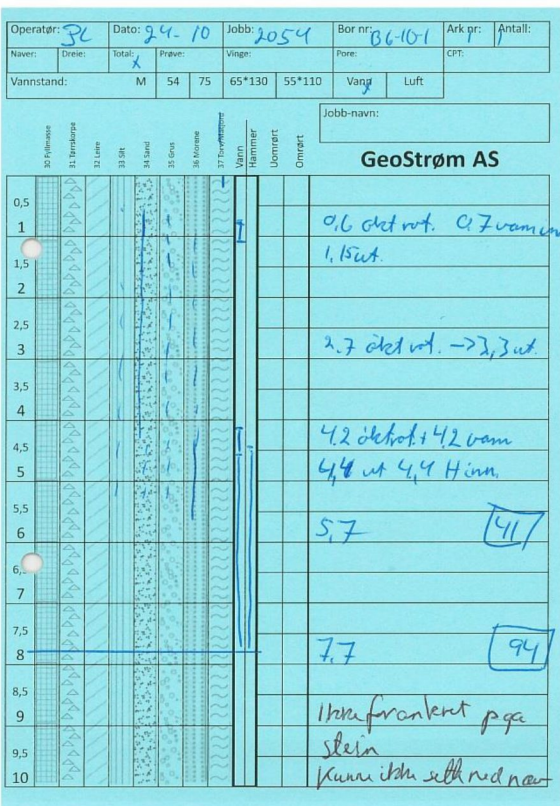 Operatør: PL Dato: 24-10 Jobb: 2054 Bor nr: B6-10-1 Ark nr: 1 Antall: 1
Naver: Dreie: Total: x Prøve: Vinge: Pore: CPT:
Vannstand: M 54 75 65*130 55*110 Vann x Luft
Jobb-navn:
30 Fyllmasse 31 Tørrskorpe 32 Leire 33 Silt 34 Sand 35 Grus 36 Morene 37 Torv/Matjord Vann Hammer Uomrørt Omrørt
GeoStrøm AS
0,5
1 0,6 økt rot. 0,7 vann inn
1,5 1,15 ut.
2
2,5
3 2.7 økt rot. -> 3,3 ut.
3,5
4
4,5 4.2 økt rot. + 4.2 vann
5 4,4 ut 4,4 H inn.
5,5
6 5,7 41
6,
7
7,5
8 7.7 94
8,5
9 Ikke forankret pga
9,5 stein
10 Kunne ikke sette ned